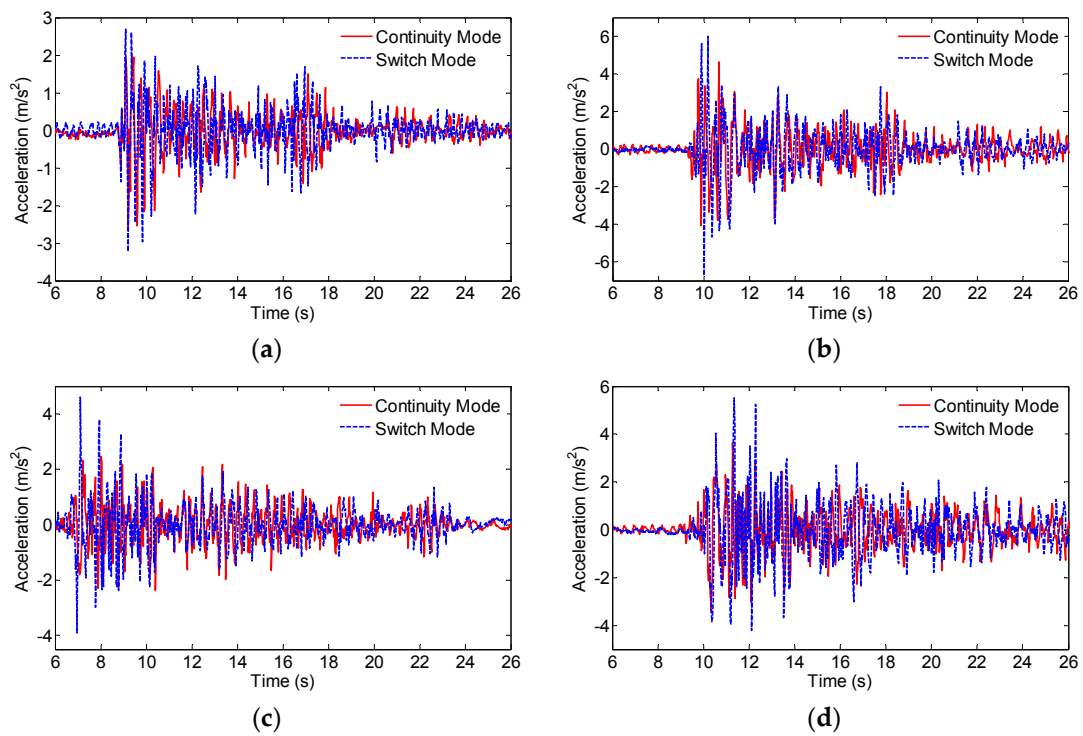 3
2
1
0
-1
-2
-3
-4
Acceleration (m/s²)
Continuity Mode
Switch Mode
6 8 10 12 14 16 18 20 22 24 26
Time (s)
(a)
6
4
2
0
-2
-4
-6
Acceleration (m/s²)
Continuity Mode
Switch Mode
6 8 10 12 14 16 18 20 22 24 26
Time (s)
(b)
4
2
0
-2
-4
Acceleration (m/s²)
Continuity Mode
Switch Mode
6 8 10 12 14 16 18 20 22 24 26
Time (s)
(c)
6
4
2
0
-2
-4
Acceleration (m/s²)
Continuity Mode
Switch Mode
6 8 10 12 14 16 18 20 22 24 26
Time (s)
(d)